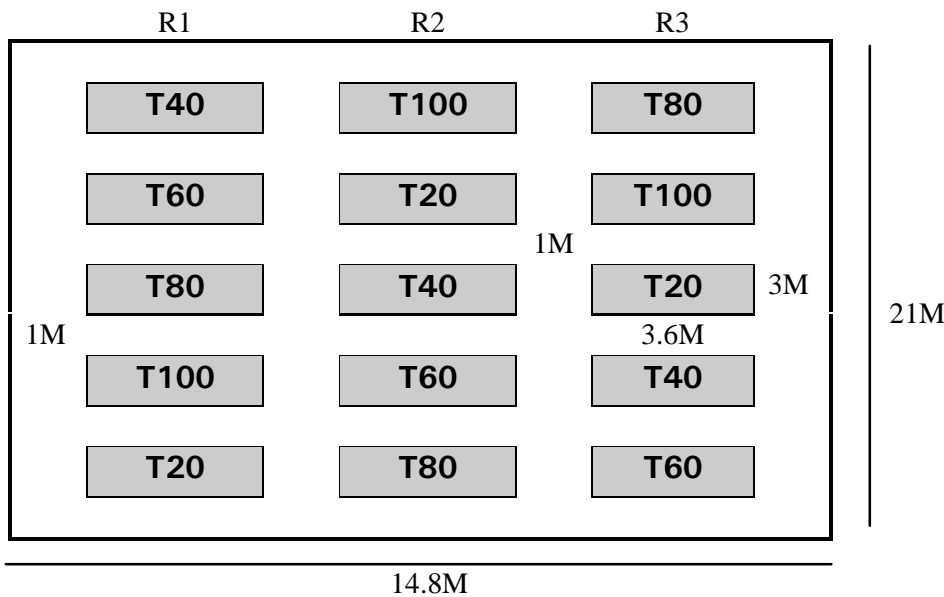 R1 R2 R3
T40 T100 T80
T60 T20 T100
1M
T80 T40 T20 3M
21M
1M 3.6M
T100 T60 T40
T20 T80 T60
14.8M